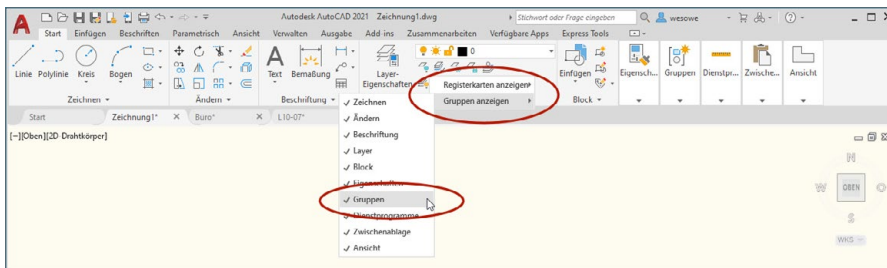 Autodesk AutoCAD 2021 Zeichnung1.dwg
Stichwort oder Frage eingeben
wesowe
Start Einfügen Beschriften Parametrisch Ansicht Verwalten Ausgabe Add-ins Zusammenarbeiten Verfügbare Apps Express Tools
0
Linie Polylinie Kreis Bogen
Text Bemaßung
Layer-
Eigenschaften
Einfügen
Eigensch... Gruppen Dienstpr... Zwische... Ansicht
Registerkarten anzeigen
Gruppen anzeigen
Zeichnen
Ändern
Beschriftung
Block
Start
Zeichnung1*
Büro*
L10-07*
Zeichnen
Ändern
Beschriftung
Layer
Block
Eigenschaften
Gruppen
Dienstprogramme
Zwischenablage
Ansicht
[−][Oben][2D-Drahtkörper]
N
W
OBEN
O
S
WKS